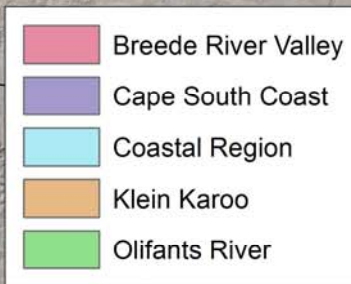 Breede River Valley
Cape South Coast
Coastal Region
Klein Karoo
Olifants River